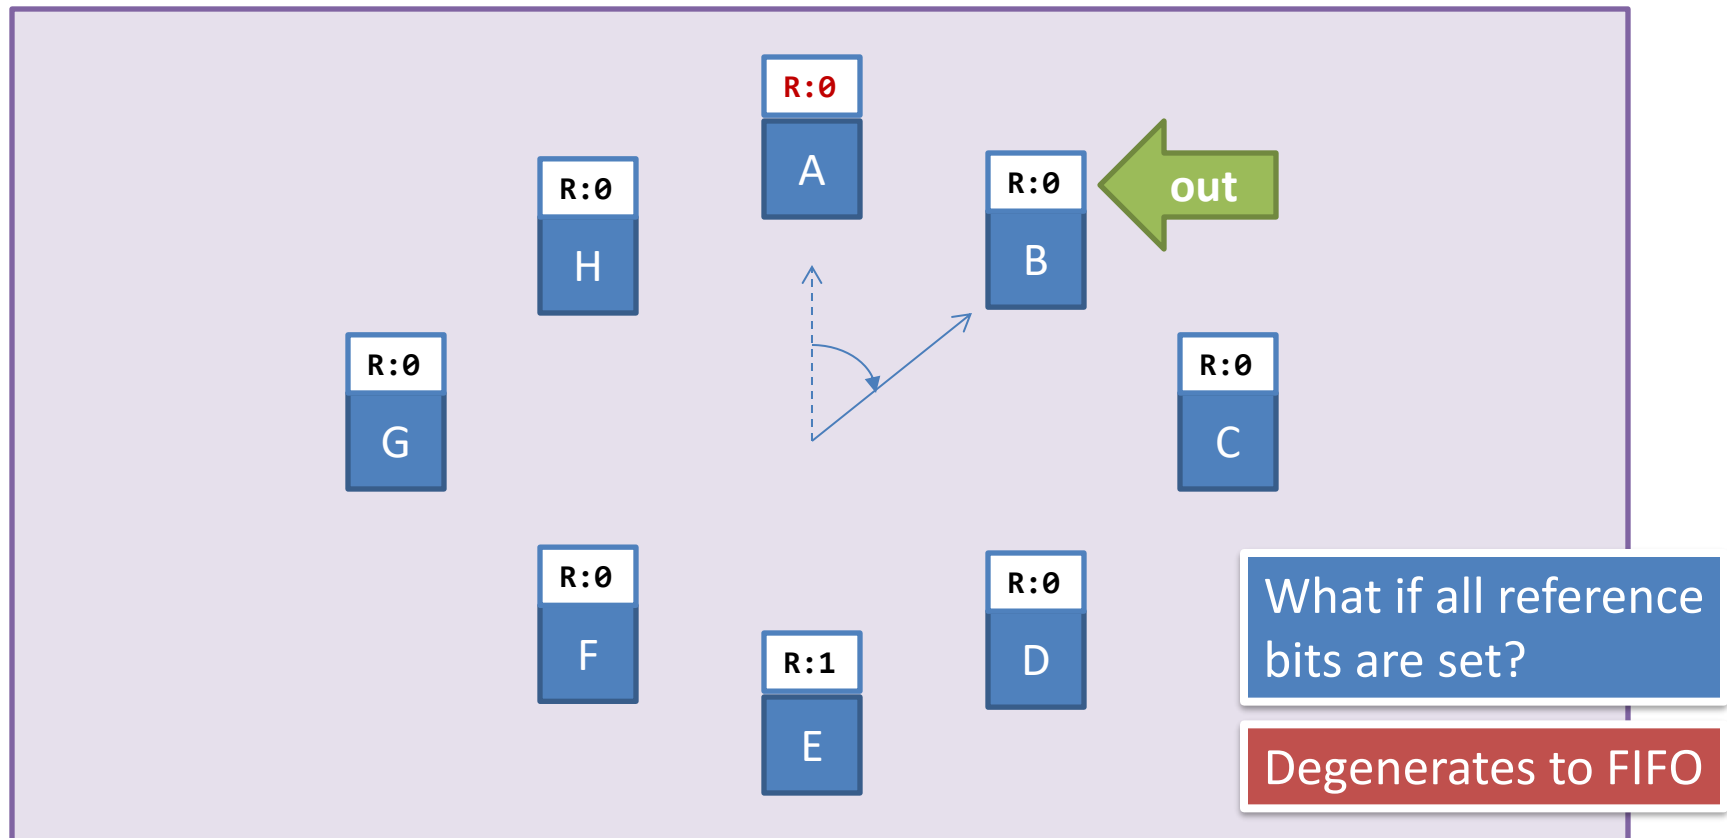 R:0
A
R:0
B
out
R:0
H
R:0
C
R:0
G
R:0
D
R:0
F
R:1
E
What if all reference
bits are set?
Degenerates to FIFO